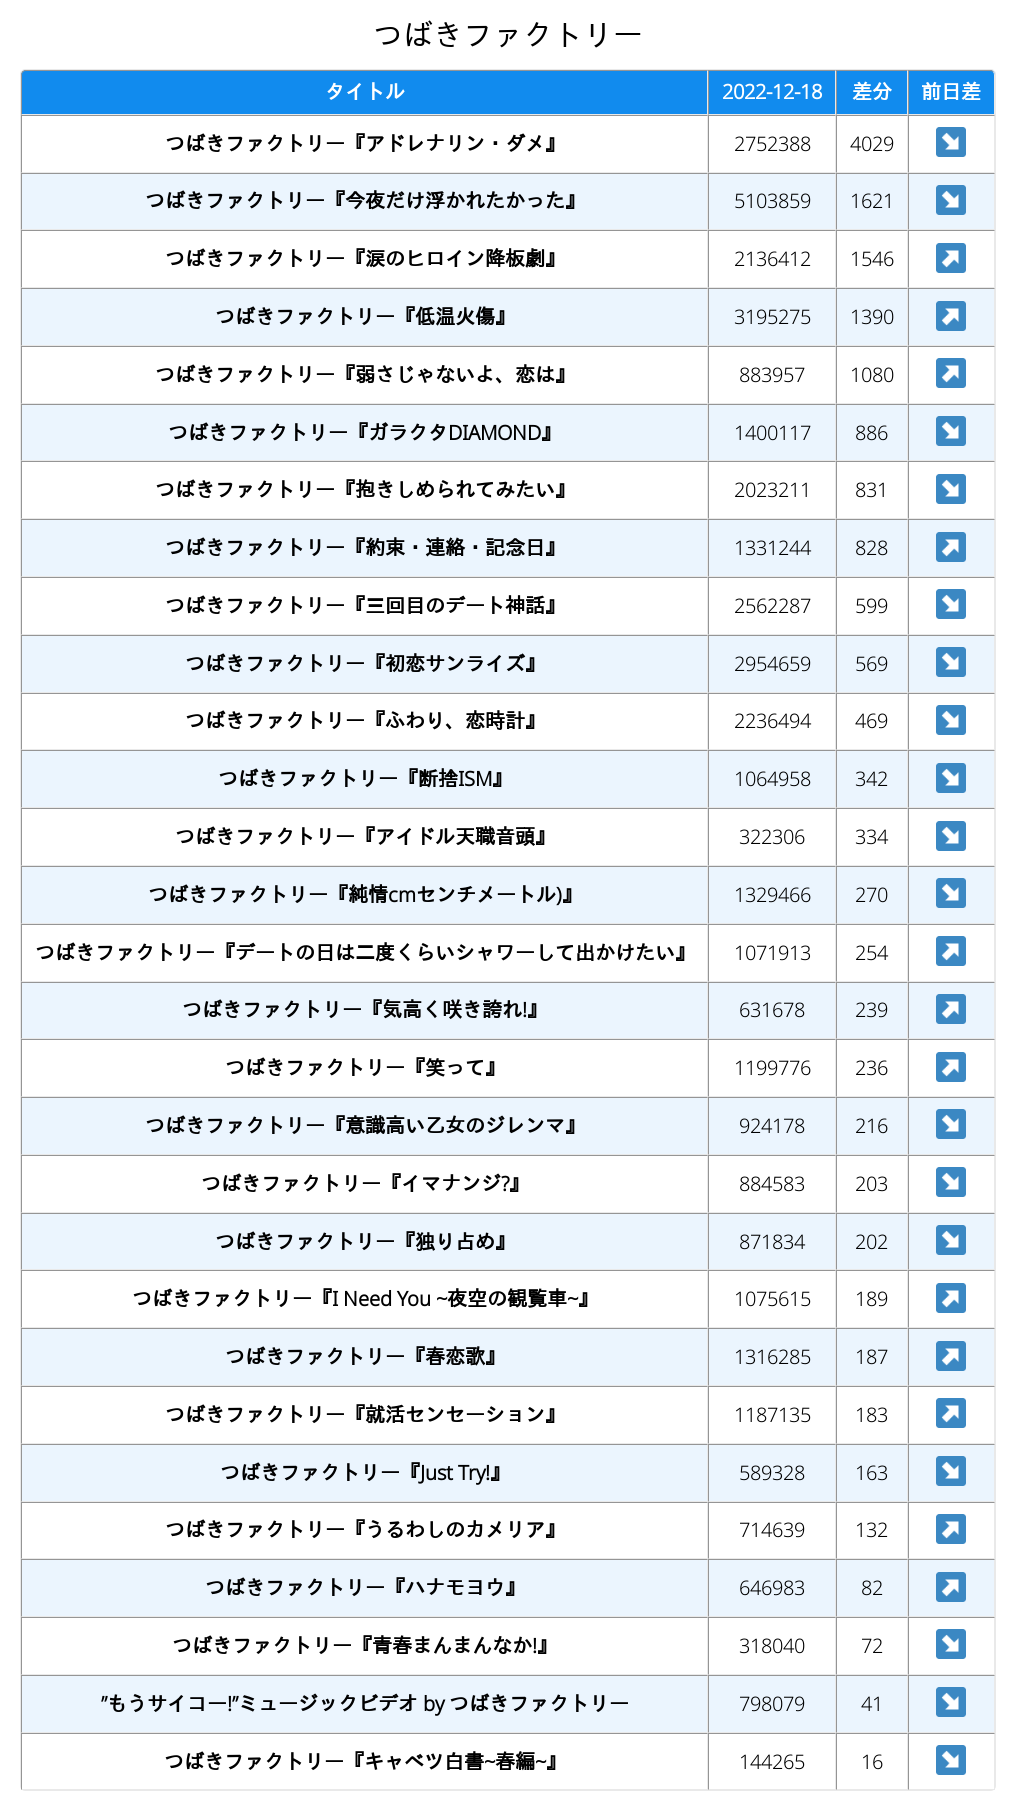 つばきファクトリー
タイトル 2022-12-18 差分 前日差
つばきファクトリー『アドレナリン・ダメ』 2752388 4029 ↘
つばきファクトリー『今夜だけ浮かれたかった』 5103859 1621 ↘
つばきファクトリー『涙のヒロイン降板劇』 2136412 1546 ↗
つばきファクトリー『低温火傷』 3195275 1390 ↗
つばきファクトリー『弱さじゃないよ、恋は』 883957 1080 ↗
つばきファクトリー『ガラクタDIAMOND』 1400117 886 ↘
つばきファクトリー『抱きしめられてみたい』 2023211 831 ↘
つばきファクトリー『約束・連絡・記念日』 1331244 828 ↗
つばきファクトリー『三回目のデート神話』 2562287 599 ↘
つばきファクトリー『初恋サンライズ』 2954659 569 ↘
つばきファクトリー『ふわり、恋時計』 2236494 469 ↘
つばきファクトリー『断捨ISM』 1064958 342 ↘
つばきファクトリー『アイドル天職音頭』 322306 334 ↘
つばきファクトリー『純情cmセンチメートル)』 1329466 270 ↘
つばきファクトリー『デートの日は二度くらいシャワーして出かけたい』 1071913 254 ↗
つばきファクトリー『気高く咲き誇れ!』 631678 239 ↗
つばきファクトリー『笑って』 1199776 236 ↗
つばきファクトリー『意識高い乙女のジレンマ』 924178 216 ↘
つばきファクトリー『イマナンジ?』 884583 203 ↘
つばきファクトリー『独り占め』 871834 202 ↘
つばきファクトリー『I Need You ~夜空の観覧車~』 1075615 189 ↗
つばきファクトリー『春恋歌』 1316285 187 ↗
つばきファクトリー『就活センセーション』 1187135 183 ↗
つばきファクトリー『Just Try!』 589328 163 ↘
つばきファクトリー『うるわしのカメリア』 714639 132 ↗
つばきファクトリー『ハナモヨウ』 646983 82 ↗
つばきファクトリー『青春まんまんなか!』 318040 72 ↘
”もうサイコー!”ミュージックビデオ by つばきファクトリー 798079 41 ↘
つばきファクトリー『キャベツ白書~春編~』 144265 16 ↘